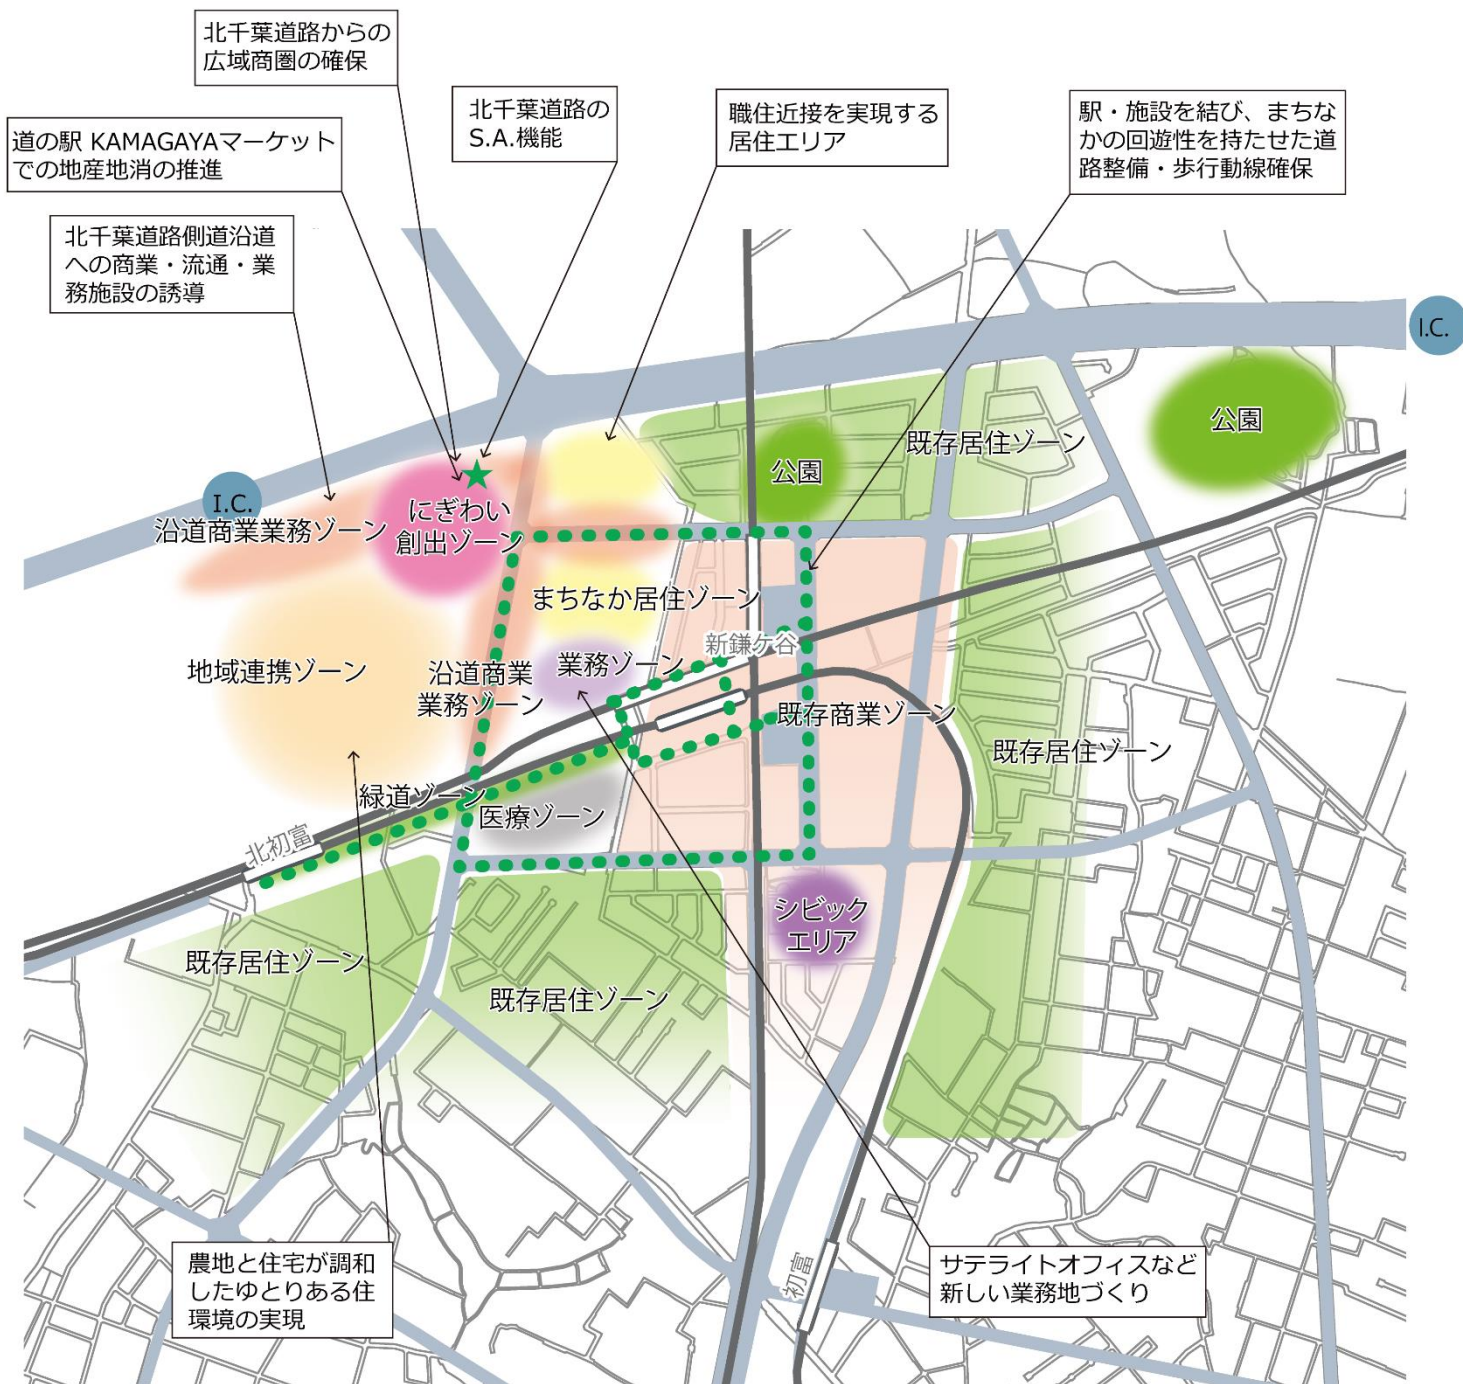 北千葉道路からの
広域商圏の確保
北千葉道路の
S.A.機能
職住近接を実現する
居住エリア
駅・施設を結び、まちな
かの回遊性を持たせた道
路整備・歩行動線確保
道の駅 KAMAGAYAマーケット
での地産地消の推進
北千葉道路側道沿道
への商業・流通・業
務施設の誘導
I.C.
公園
既存居住ゾーン
公園
I.C.
沿道商業業務ゾーン
にぎわい
創出ゾーン
まちなか居住ゾーン
新鎌ケ谷
業務ゾーン
地域連携ゾーン
沿道商業
業務ゾーン
既存商業ゾーン
既存居住ゾーン
緑道ゾーン
医療ゾーン
北初富
シビック
エリア
既存居住ゾーン
既存居住ゾーン
農地と住宅が調和
したゆとりある住
環境の実現
サテライトオフィスなど
新しい業務地づくり
初富